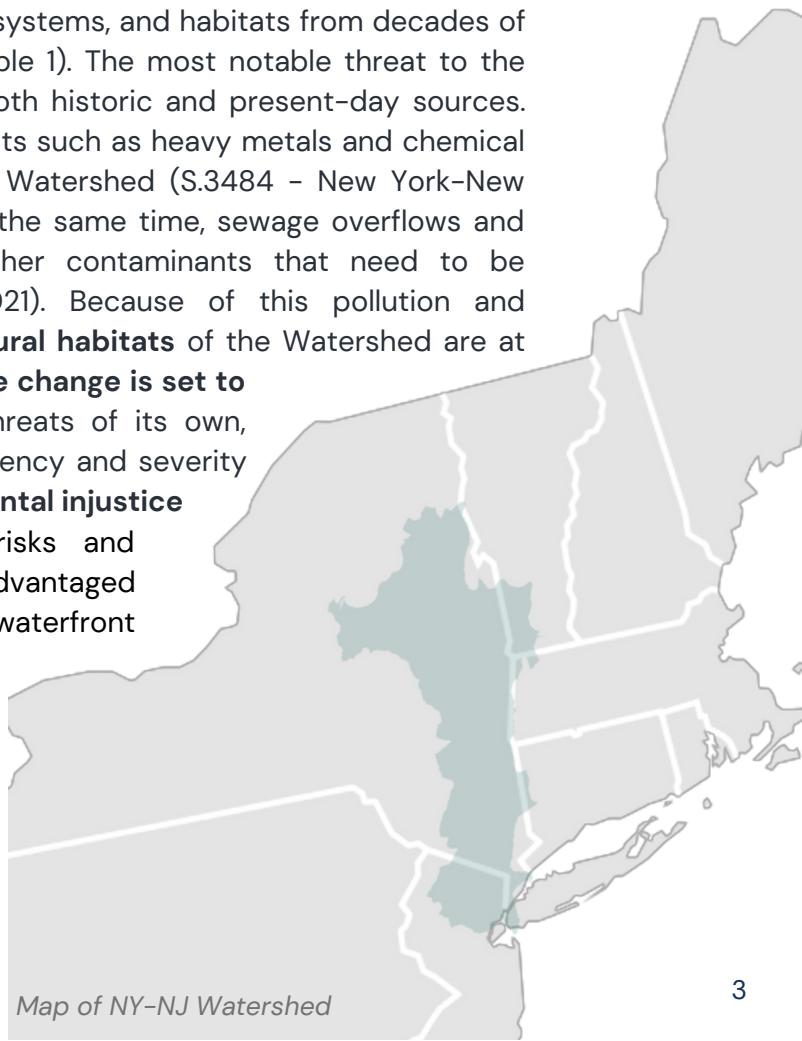 systems, and habitats from decades of
ble 1). The most notable threat to the
oth historic and present-day sources.
ts such as heavy metals and chemical
Watershed (S.3484 – New York-New
the same time, sewage overflows and
her contaminants that need to be
021). Because of this pollution and
ural habitats of the Watershed are at
e change is set to
hreats of its own,
ency and severity
ntal injustice
risks and
dvantaged
waterfront
Map of NY-NJ Watershed
3